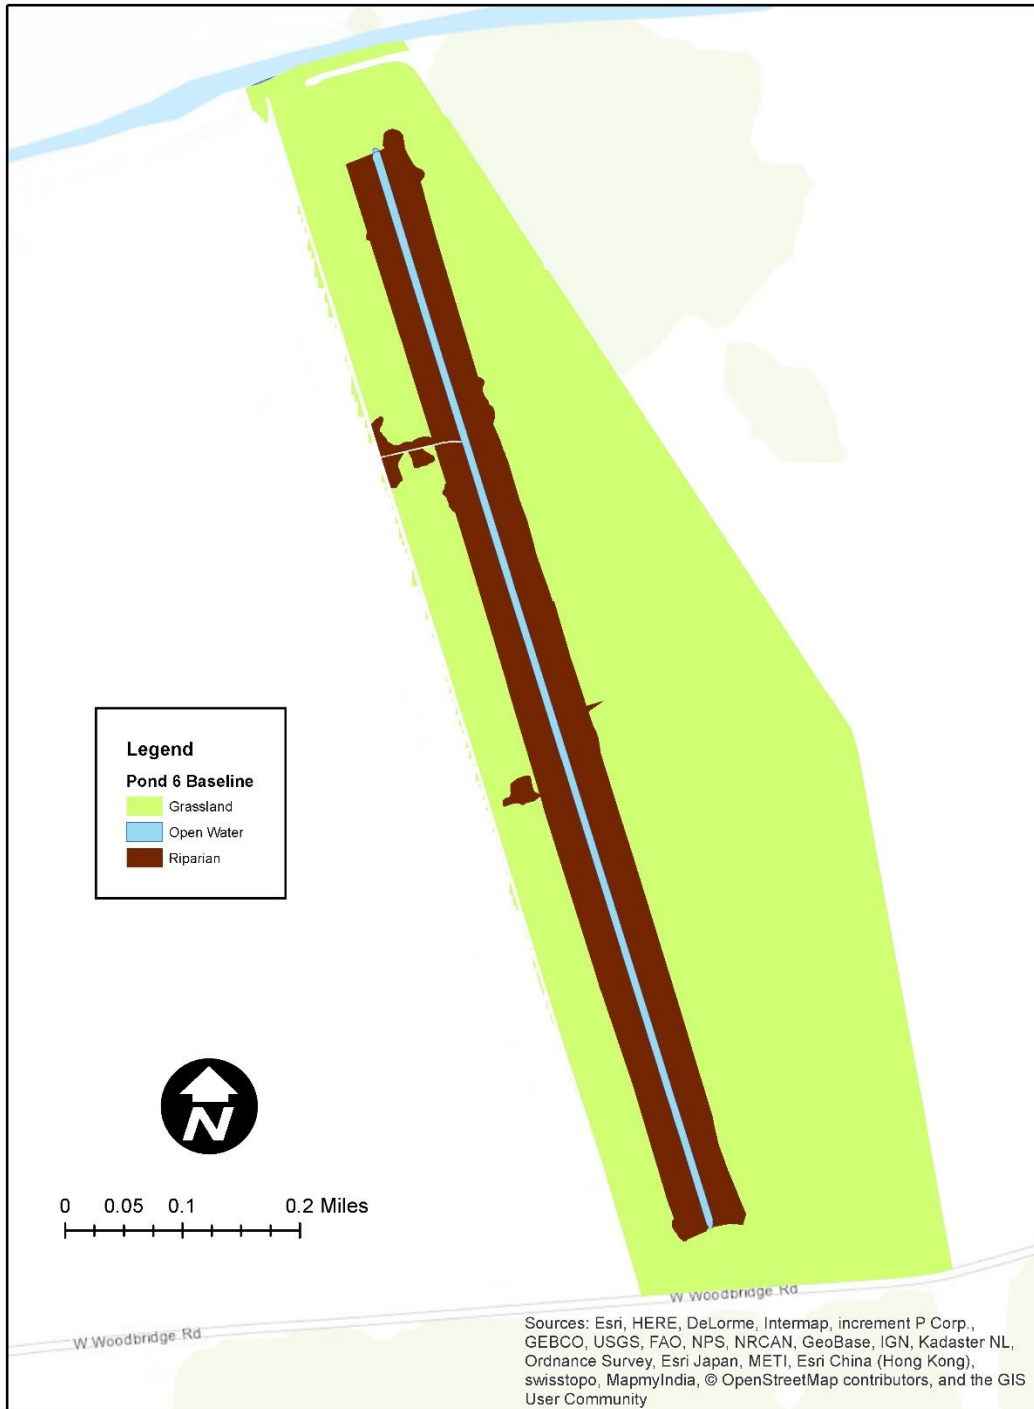 Legend
Pond 6 Baseline
Grassland
Open Water
Riparian
N
0 0.05 0.1 0.2 Miles
W Woodbridge Rd
W Woodbridge Rd
Sources: Esri, HERE, DeLorme, Intermap, increment P Corp.,
GEBCO, USGS, FAO, NPS, NRCAN, GeoBase, IGN, Kadaster NL,
Ordnance Survey, Esri Japan, METI, Esri China (Hong Kong),
swisstopo, MapmyIndia, © OpenStreetMap contributors, and the GIS
User Community